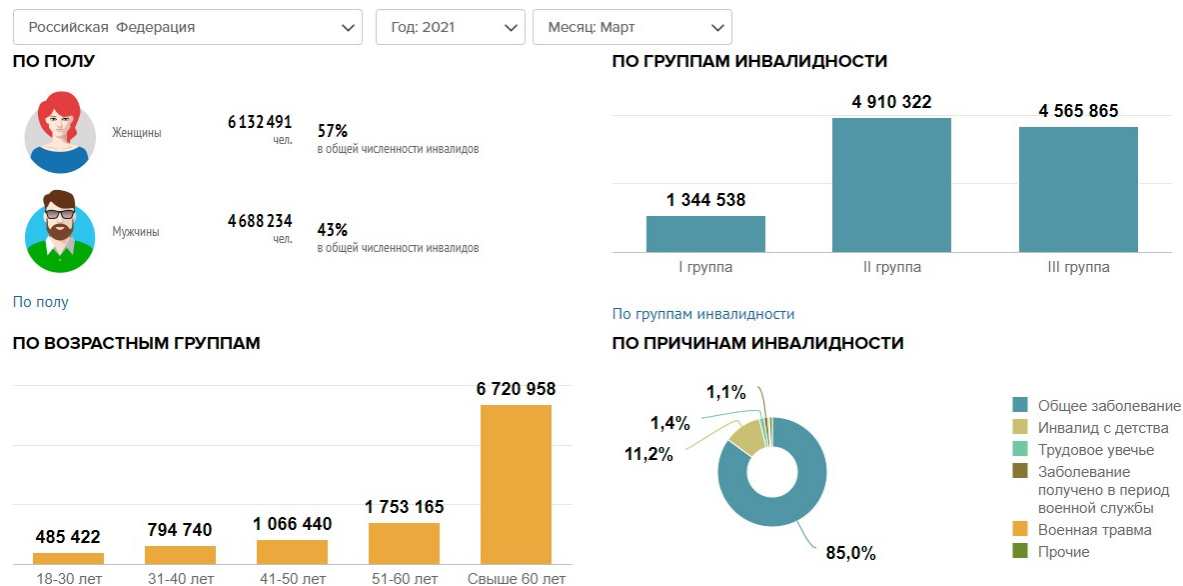 Российская Федерация
Год: 2021
Месяц: Март
ПО ПОЛУ
Женщины
6 132 491
чел.
57%
в общей численности инвалидов
Мужчины
4 688 234
чел.
43%
в общей численности инвалидов
По полу
ПО ГРУППАМ ИНВАЛИДНОСТИ
4 910 322
4 565 865
1 344 538
I группа
II группа
III группа
По группам инвалидности
ПО ВОЗРАСТНЫМ ГРУППАМ
6 720 958
1 753 165
1 066 440
794 740
485 422
18-30 лет
31-40 лет
41-50 лет
51-60 лет
Свыше 60 лет
ПО ПРИЧИНАМ ИНВАЛИДНОСТИ
1,1%
1,4%
11,2%
85,0%
Общее заболевание
Инвалид с детства
Трудовое увечье
Заболевание
получено в период
военной службы
Военная травма
Прочие